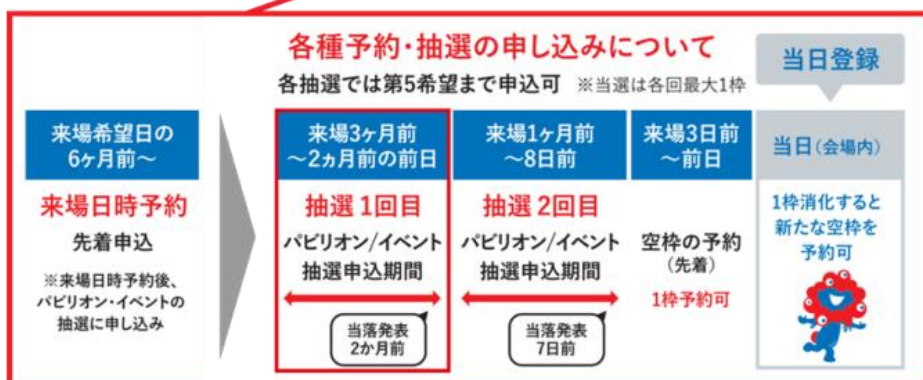 各種予約・抽選の申し込みについて
各抽選では第5希望まで申込可 ※当選は各回最大1枠
当日登録
来場希望日の
6ヶ月前～
来場日時予約
先着申込
※来場日時予約後、
パビリオン・イベントの
抽選に申し込み
来場3ヶ月前
～2ヵ月前の前日
抽選1回目
パビリオン/イベント
抽選申込期間
当落発表
2か月前
来場1ヶ月前
～8日前
抽選2回目
パビリオン/イベント
抽選申込期間
当落発表
7日前
来場3日前
～前日
空枠の予約
(先着)
1枠予約可
当日(会場内)
1枠消化すると
新たな空枠を
予約可